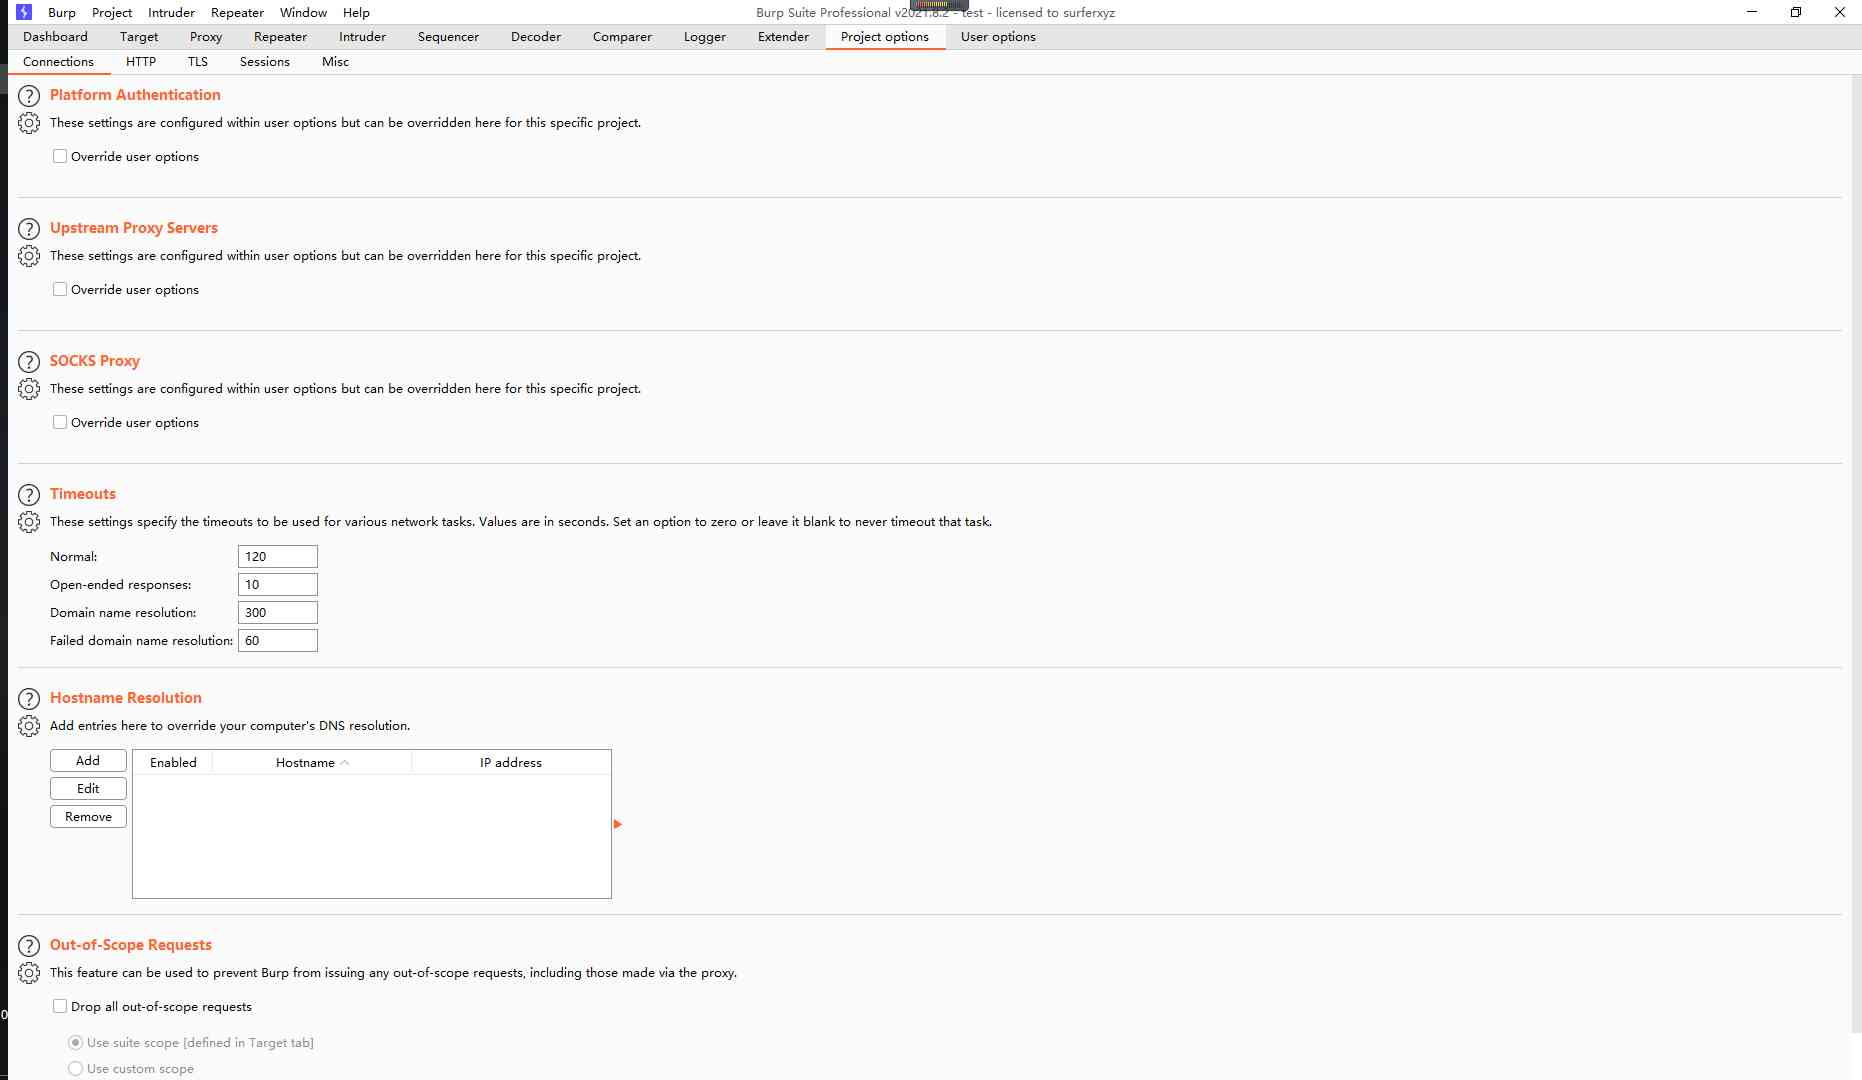 Burp Project Intruder Repeater Window Help
Burp Suite Professional v2021.8.2 - test - licensed to surferxyz
Dashboard Target Proxy Repeater Intruder Sequencer Decoder Comparer Logger Extender Project options User options
Connections HTTP TLS Sessions Misc
Platform Authentication
These settings are configured within user options but can be overridden here for this specific project.
Override user options
Upstream Proxy Servers
These settings are configured within user options but can be overridden here for this specific project.
Override user options
SOCKS Proxy
These settings are configured within user options but can be overridden here for this specific project.
Override user options
Timeouts
These settings specify the timeouts to be used for various network tasks. Values are in seconds. Set an option to zero or leave it blank to never timeout that task.
Normal: 120
Open-ended responses: 10
Domain name resolution: 300
Failed domain name resolution: 60
Hostname Resolution
Add entries here to override your computer's DNS resolution.
Add
Edit
Remove
Enabled Hostname IP address
Out-of-Scope Requests
This feature can be used to prevent Burp from issuing any out-of-scope requests, including those made via the proxy.
Drop all out-of-scope requests
Use suite scope [defined in Target tab]
Use custom scope